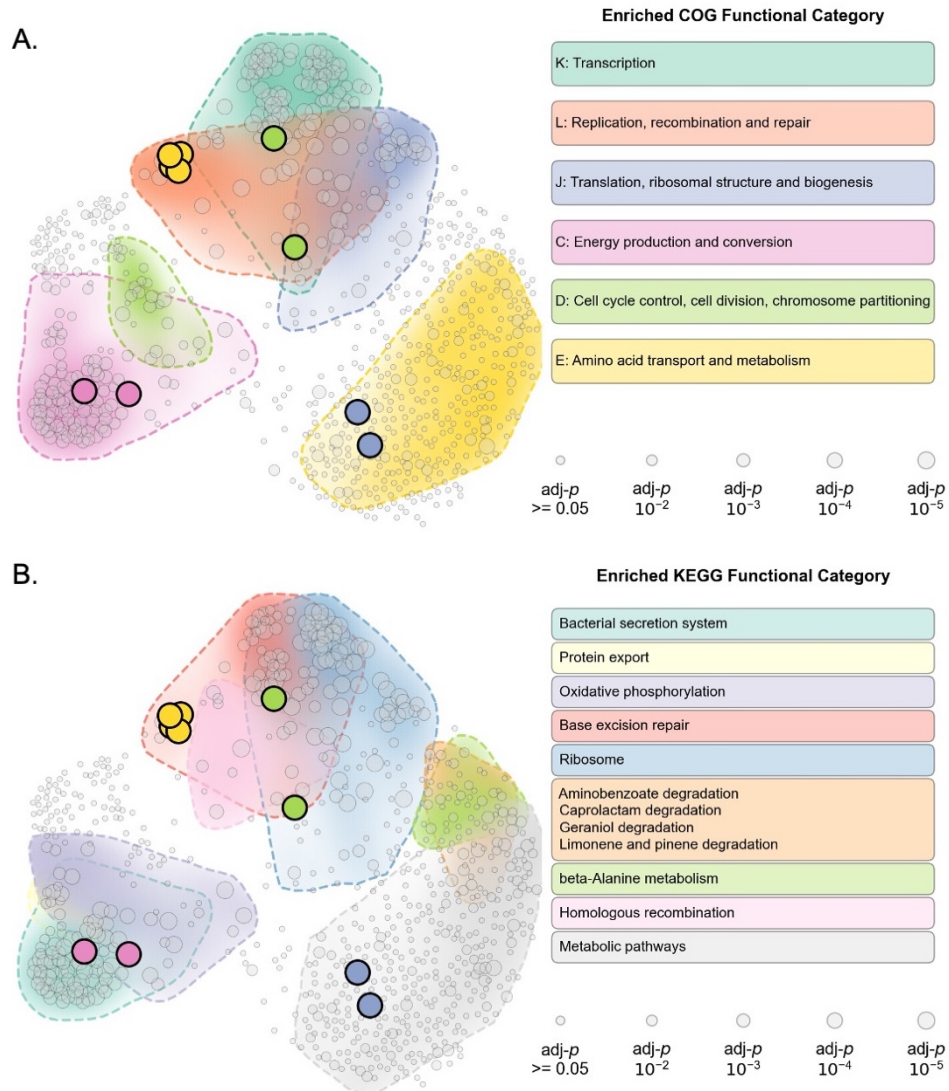 A.
Enriched COG Functional Category
K: Transcription
L: Replication, recombination and repair
J: Translation, ribosomal structure and biogenesis
C: Energy production and conversion
D: Cell cycle control, cell division, chromosome partitioning
E: Amino acid transport and metabolism
adj-p adj-p adj-p adj-p adj-p
>= 0.05 10⁻² 10⁻³ 10⁻⁴ 10⁻⁵
B.
Enriched KEGG Functional Category
Bacterial secretion system
Protein export
Oxidative phosphorylation
Base excision repair
Ribosome
Aminobenzoate degradation
Caprolactam degradation
Geraniol degradation
Limonene and pinene degradation
beta-Alanine metabolism
Homologous recombination
Metabolic pathways
adj-p adj-p adj-p adj-p adj-p
>= 0.05 10⁻² 10⁻³ 10⁻⁴ 10⁻⁵